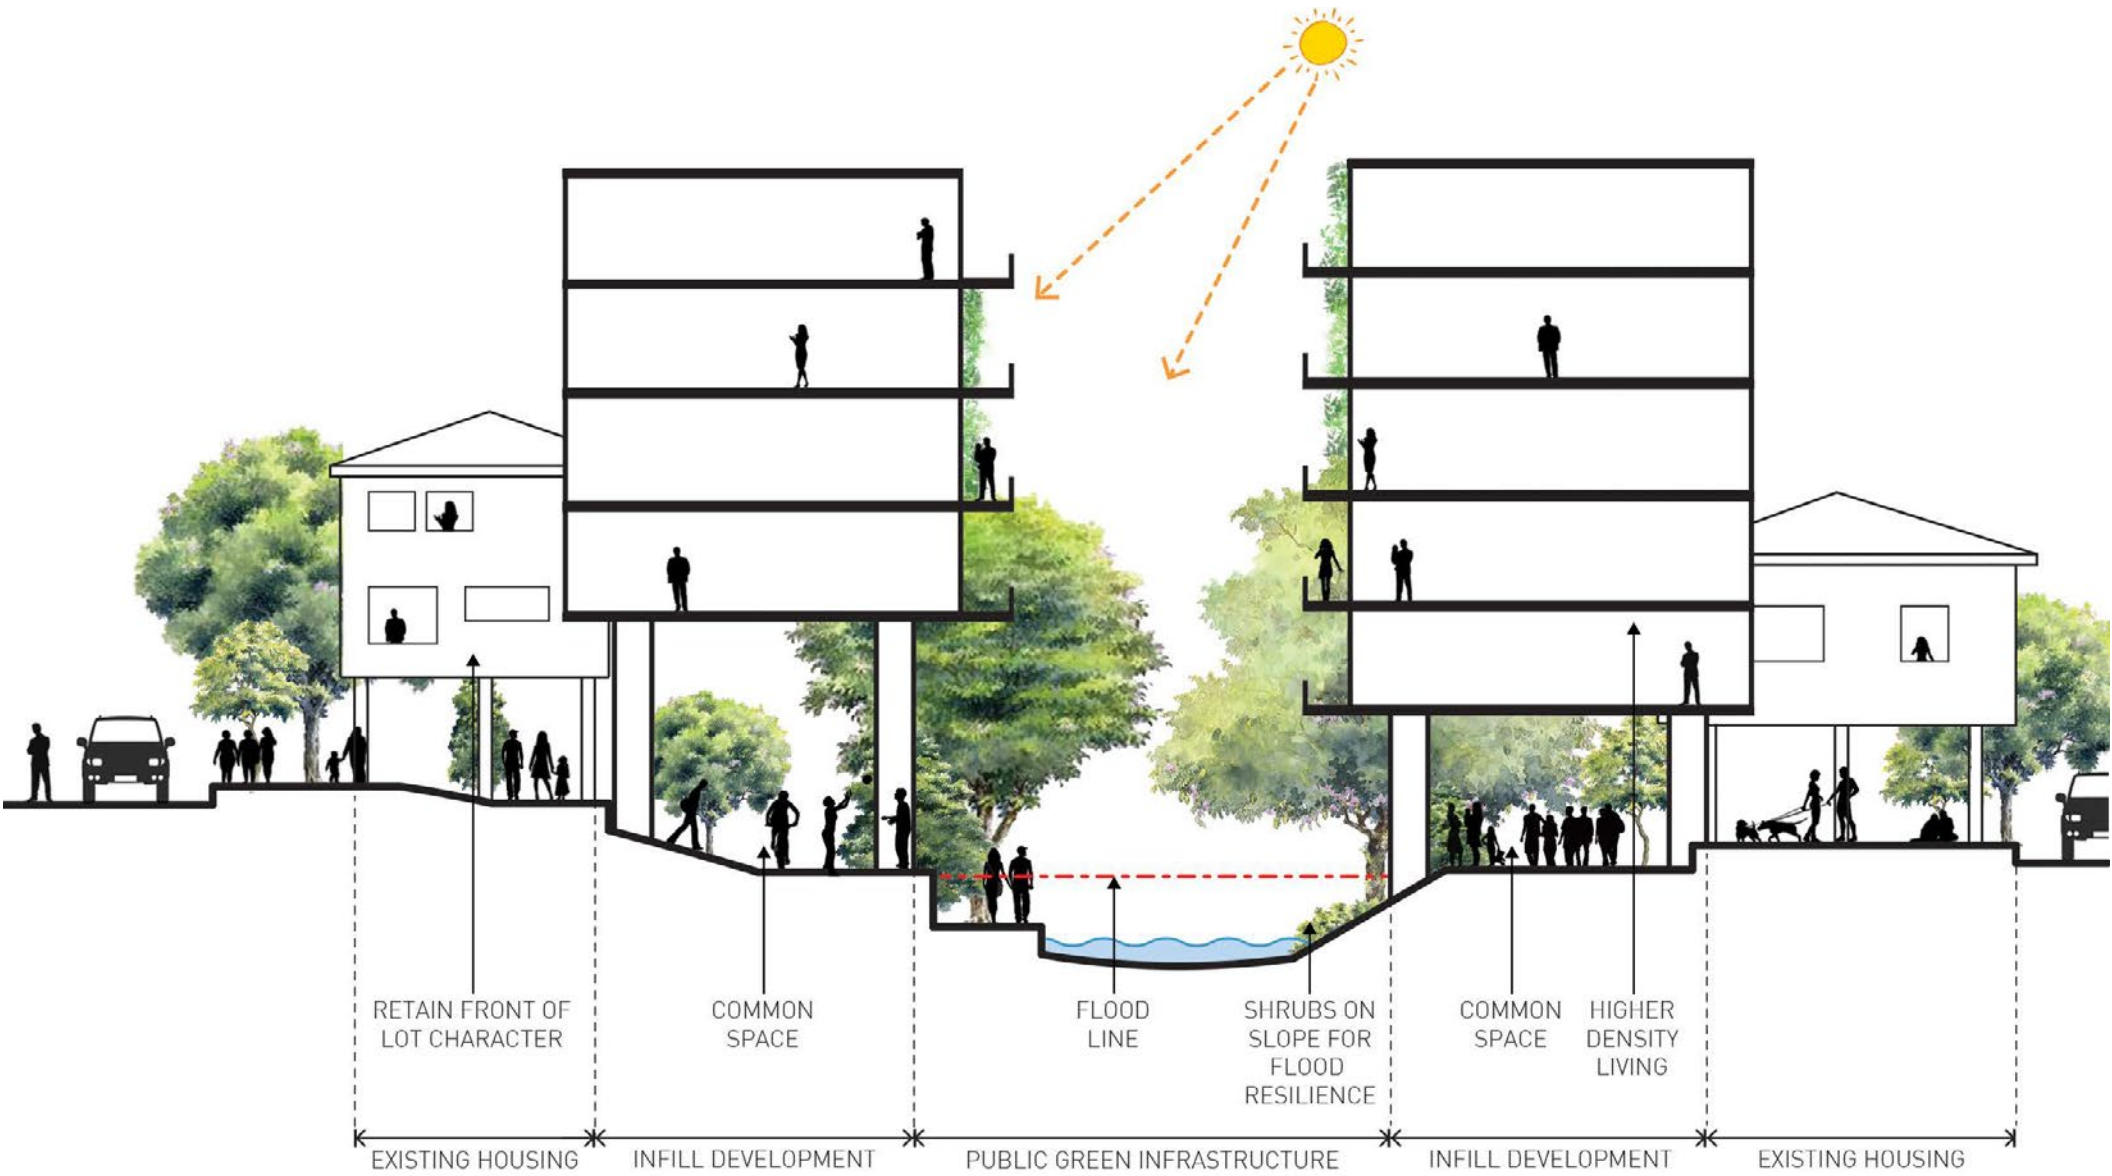 RETAIN FRONT OF
LOT CHARACTER
COMMON
SPACE
FLOOD
LINE
SHRUBS ON
SLOPE FOR
FLOOD
RESILIENCE
COMMON
SPACE
HIGHER
DENSITY
LIVING
EXISTING HOUSING
INFILL DEVELOPMENT
PUBLIC GREEN INFRASTRUCTURE
INFILL DEVELOPMENT
EXISTING HOUSING